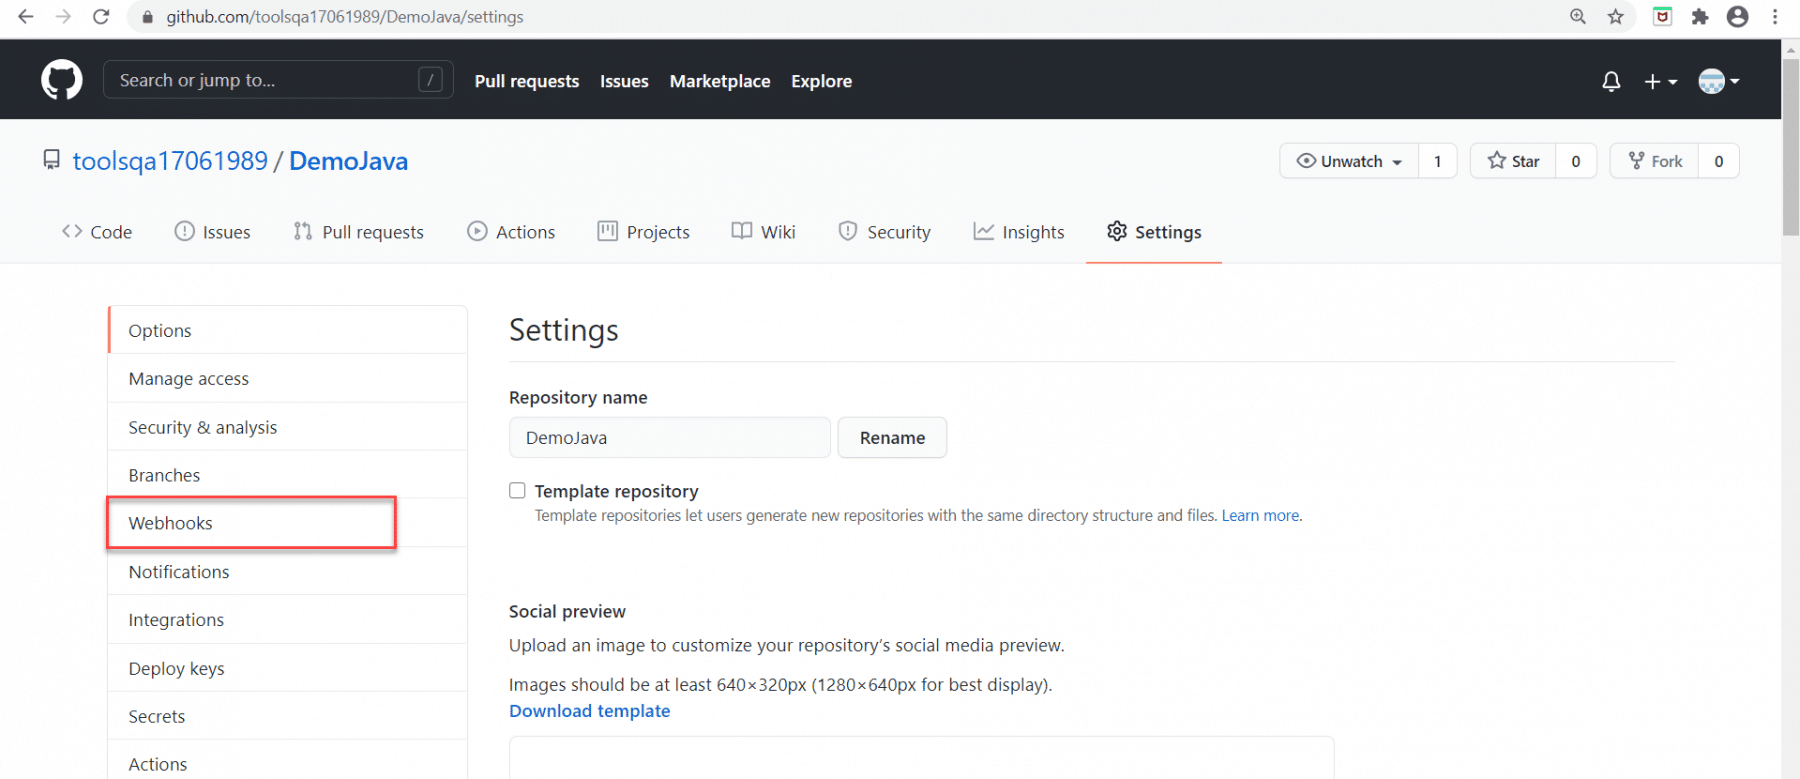 github.com/toolsqa17061989/DemoJava/settings
Search or jump to... /
Pull requests Issues Marketplace Explore
toolsqa17061989 / DemoJava
Unwatch 1 Star 0 Fork 0
Code Issues Pull requests Actions Projects Wiki Security Insights Settings
Options
Manage access
Security & analysis
Branches
Webhooks
Notifications
Integrations
Deploy keys
Secrets
Actions
Settings
Repository name
DemoJava Rename
Template repository
Template repositories let users generate new repositories with the same directory structure and files. Learn more.
Social preview
Upload an image to customize your repository’s social media preview.
Images should be at least 640×320px (1280×640px for best display).
Download template